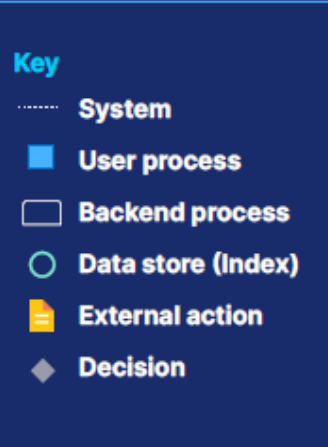 Key
System
User process
Backend process
Data store (Index)
External action
Decision